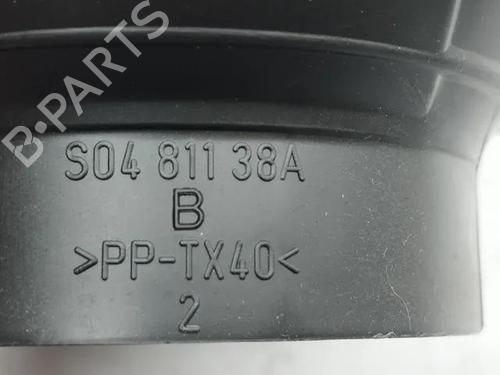 B-PARTS
S04 811 38A
B
>PP-TX40<
2